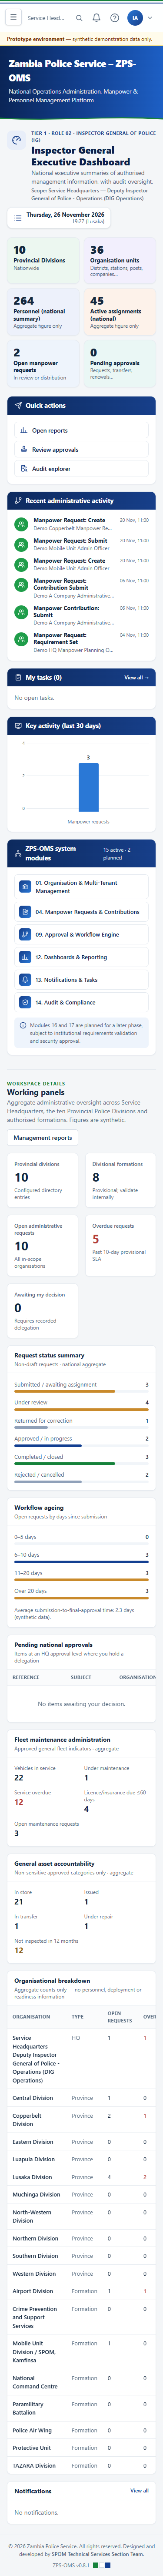 Service Head...
IA
Prototype environment — synthetic demonstration data only.
Zambia Police Service – ZPS-
OMS
National Operations Administration, Manpower &
Personnel Management Platform
TIER 1 · ROLE 02 · INSPECTOR GENERAL OF POLICE
(IG)
Inspector General
Executive Dashboard
National executive summaries of authorised
manpower information with audit oversight.
Scope: Service Headquarters — Deputy Inspector
General of Police - Operations (DIG Operations)
Thursday, 26 November 2026
19:27 (Lusaka)
10
Provincial Divisions
Nationwide
36
Organisation units
Districts, stations, posts,
companies...
264
Personnel (national
summary)
Aggregate figure only
45
Active assignments
(national)
Aggregate figure only
2
Open manpower
requests
In review or distribution
0
Pending approvals
Requests, transfers,
renewals...
Quick actions
Open reports
Review approvals
Audit explorer
Recent administrative activity
Manpower Request: Create
20 Nov, 11:00
Demo Copperbelt Manpower Re...
Manpower Request: Submit
20 Nov, 11:00
Demo Mobile Unit Admin Officer
Manpower Request: Create
20 Nov, 11:00
Demo Mobile Unit Admin Officer
Manpower Request:
06 Nov, 11:00
Contribution Submit
Demo A Company Administrative...
Manpower Contribution:
06 Nov, 11:00
Submit
Demo A Company Administrative...
Manpower Request:
04 Nov, 11:00
Requirement Set
Demo HQ Manpower Planning O...
My tasks (0)
View all →
No open tasks.
Key activity (last 30 days)
4
3
2
0
Manpower requests
ZPS-OMS system
modules
15 active · 2
planned
01. Organisation & Multi-Tenant
Management
04. Manpower Requests & Contributions
09. Approval & Workflow Engine
12. Dashboards & Reporting
13. Notifications & Tasks
14. Audit & Compliance
Modules 16 and 17 are planned for a later phase,
subject to institutional requirements validation
and security approval.
WORKSPACE DETAILS
Working panels
Aggregate administrative oversight across Service
Headquarters, the ten Provincial Police Divisions and
authorised formations. Figures are synthetic.
Management reports
Provincial divisions
10
Configured directory
entries
Divisional formations
8
Provisional; validate
internally
Open administrative
requests
10
All in-scope
organisations
Overdue requests
5
Past 10-day provisional
SLA
Awaiting my decision
0
Requires recorded
delegation
Request status summary
Non-draft requests · national aggregate
Submitted / awaiting assignment
3
Under review
4
Returned for correction
1
Approved / in progress
2
Completed / closed
3
Rejected / cancelled
2
Workflow ageing
Open requests by days since submission
0–5 days
0
6–10 days
3
11–20 days
3
Over 20 days
3
Average submission-to-final-approval time: 2.3 days
(synthetic data).
Pending national approvals
Items at HQ approval level where you hold a
delegation
REFERENCE
SUBJECT
ORGANISATION
No items awaiting your decision.
Fleet maintenance administration
Approved general fleet indicators · aggregate
Vehicles in service
22
Under maintenance
1
Service overdue
12
Licence/insurance due ≤60
days
4
Open maintenance requests
3
General asset accountability
Non-sensitive approved categories only · aggregate
In store
21
Issued
1
In transfer
1
Under repair
1
Not inspected in 12 months
12
Organisational breakdown
Aggregate counts only — no personnel, deployment or
readiness information
ORGANISATION
TYPE
OPEN
REQUESTS
OVER
Service
Headquarters —
Deputy Inspector
General of Police -
Operations (DIG
Operations)
HQ
1
1
Central Division
Province
1
0
Copperbelt
Division
Province
2
1
Eastern Division
Province
0
0
Luapula Division
Province
0
0
Lusaka Division
Province
4
2
Muchinga Division
Province
0
0
North-Western
Division
Province
0
0
Northern Division
Province
0
0
Southern Division
Province
0
0
Western Division
Province
0
0
Airport Division
Formation
1
1
Crime Prevention
and Support
Services
Formation
0
0
Mobile Unit
Division / SPOM,
Kamfinsa
Formation
1
0
National
Command Centre
Formation
0
0
Paramilitary
Battalion
Formation
0
0
Police Air Wing
Formation
0
0
Protective Unit
Formation
0
0
TAZARA Division
Formation
0
0
Notifications
View all
No notifications.
© 2026 Zambia Police Service. All rights reserved. Designed and
developed by SPOM Technical Services Section Team.
ZPS-OMS v0.8.1